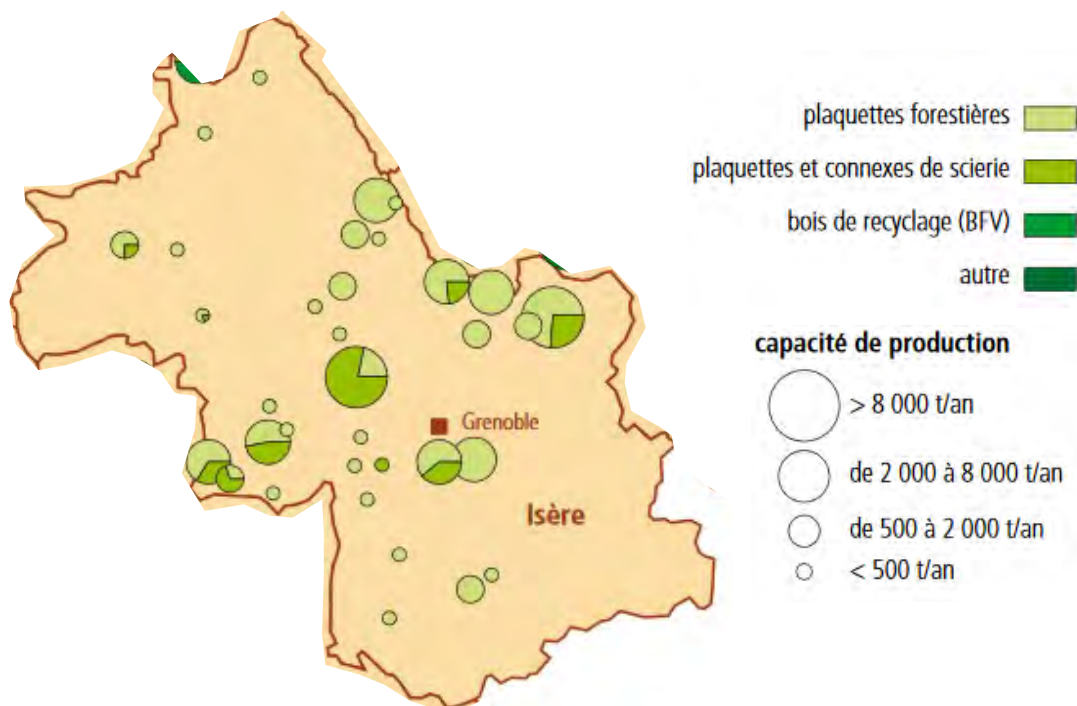 plaquettes forestières
plaquettes et connexes de scierie
bois de recyclage (BFV)
autre
capacité de production
> 8 000 t/an
de 2 000 à 8 000 t/an
de 500 à 2 000 t/an
< 500 t/an
Grenoble
Isère